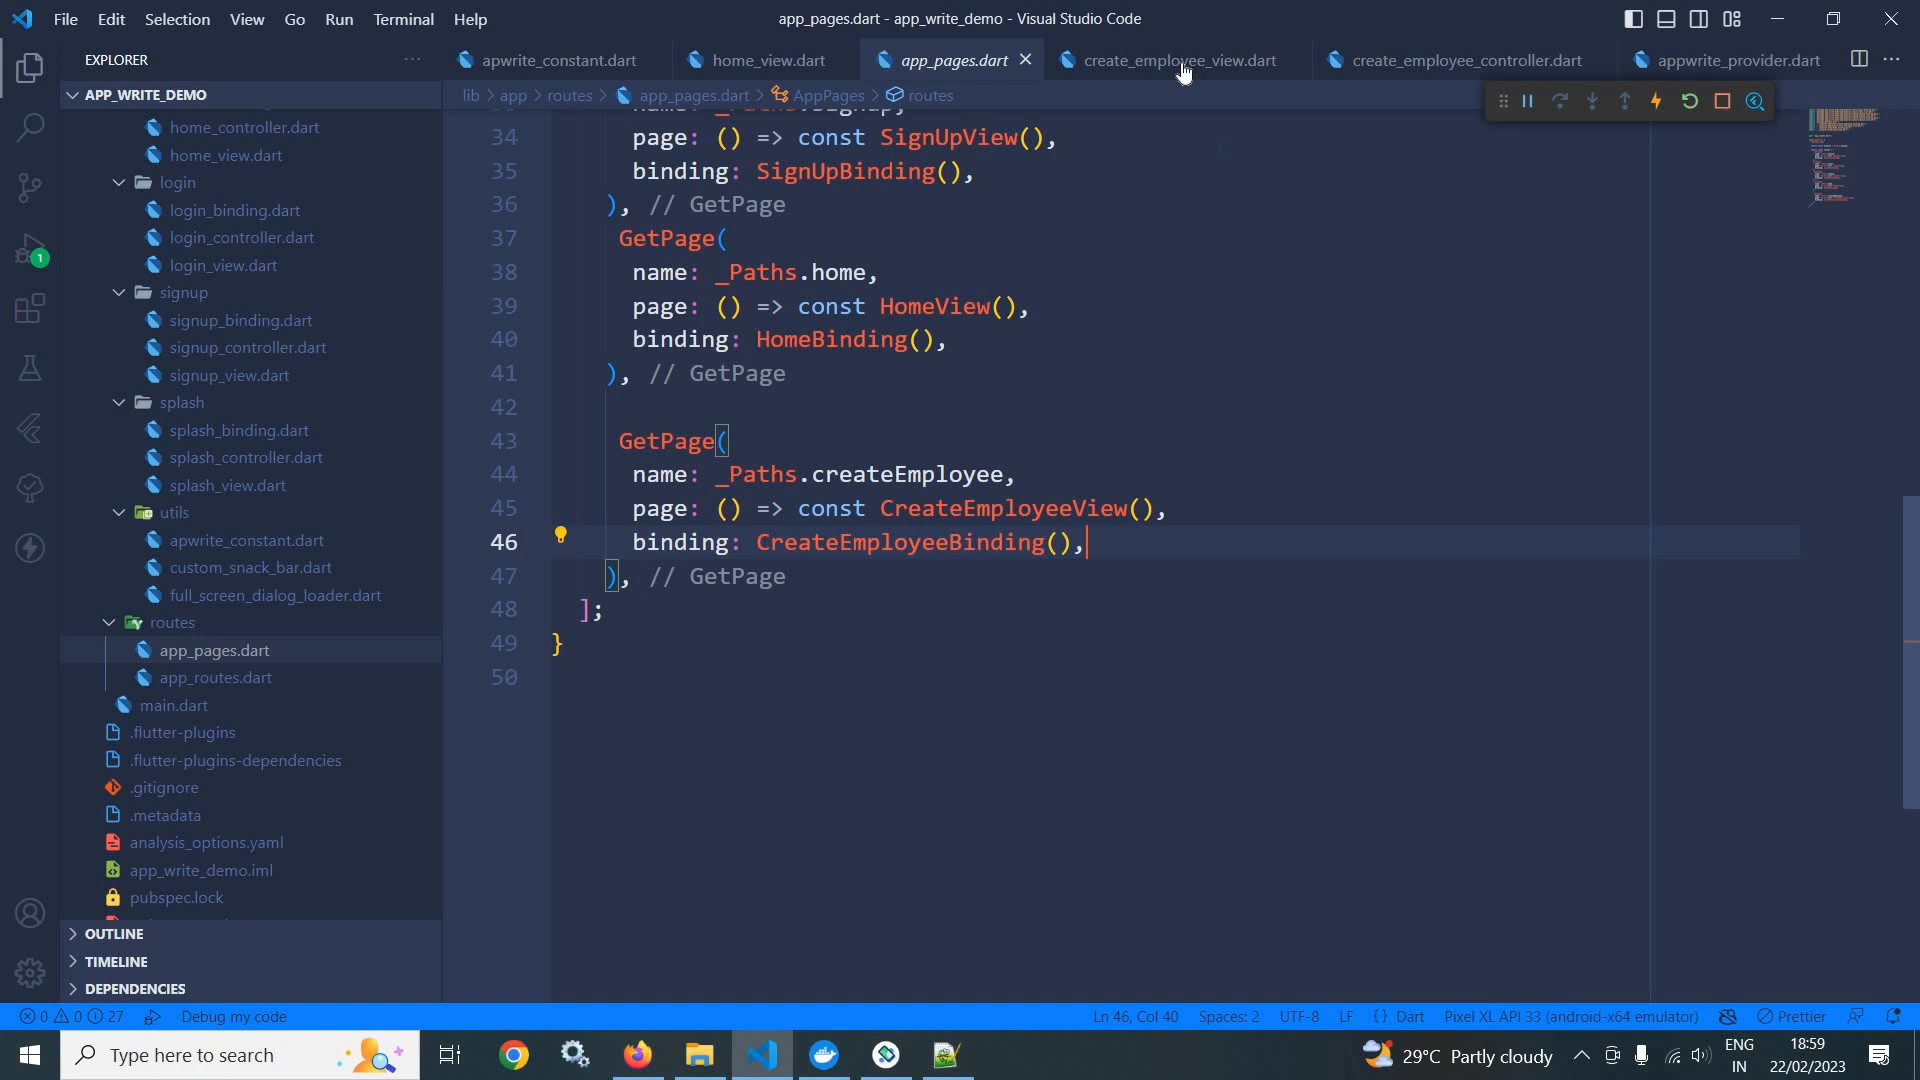 File Edit Selection View Go Run Terminal Help
app_pages.dart - app_write_demo - Visual Studio Code
EXPLORER
apwrite_constant.dart
home_view.dart
app_pages.dart
create_employee_view.dart
create_employee_controller.dart
appwrite_provider.dart
APP_WRITE_DEMO
lib > app > routes > app_pages.dart > AppPages > routes
home_controller.dart
home_view.dart
login
login_binding.dart
login_controller.dart
login_view.dart
signup
signup_binding.dart
signup_controller.dart
signup_view.dart
splash
splash_binding.dart
splash_controller.dart
splash_view.dart
utils
apwrite_constant.dart
custom_snack_bar.dart
full_screen_dialog_loader.dart
routes
app_pages.dart
app_routes.dart
main.dart
.flutter-plugins
.flutter-plugins-dependencies
.gitignore
.metadata
analysis_options.yaml
app_write_demo.iml
pubspec.lock
OUTLINE
TIMELINE
DEPENDENCIES
1
34 page: () => const SignUpView(),
35 binding: SignUpBinding(),
36 ), // GetPage
37 GetPage(
38 name: _Paths.home,
39 page: () => const HomeView(),
40 binding: HomeBinding(),
41 ), // GetPage
42
43 GetPage(
44 name: _Paths.createEmployee,
45 page: () => const CreateEmployeeView(),
46 binding: CreateEmployeeBinding(),
47 ), // GetPage
48 ];
49 }
50
0 0 27 Debug my code
Ln 46, Col 40 Spaces: 2 UTF-8 LF {} Dart Pixel XL API 33 (android-x64 emulator) Prettier
Type here to search
29°C Partly cloudy
ENG
IN
18:59
22/02/2023